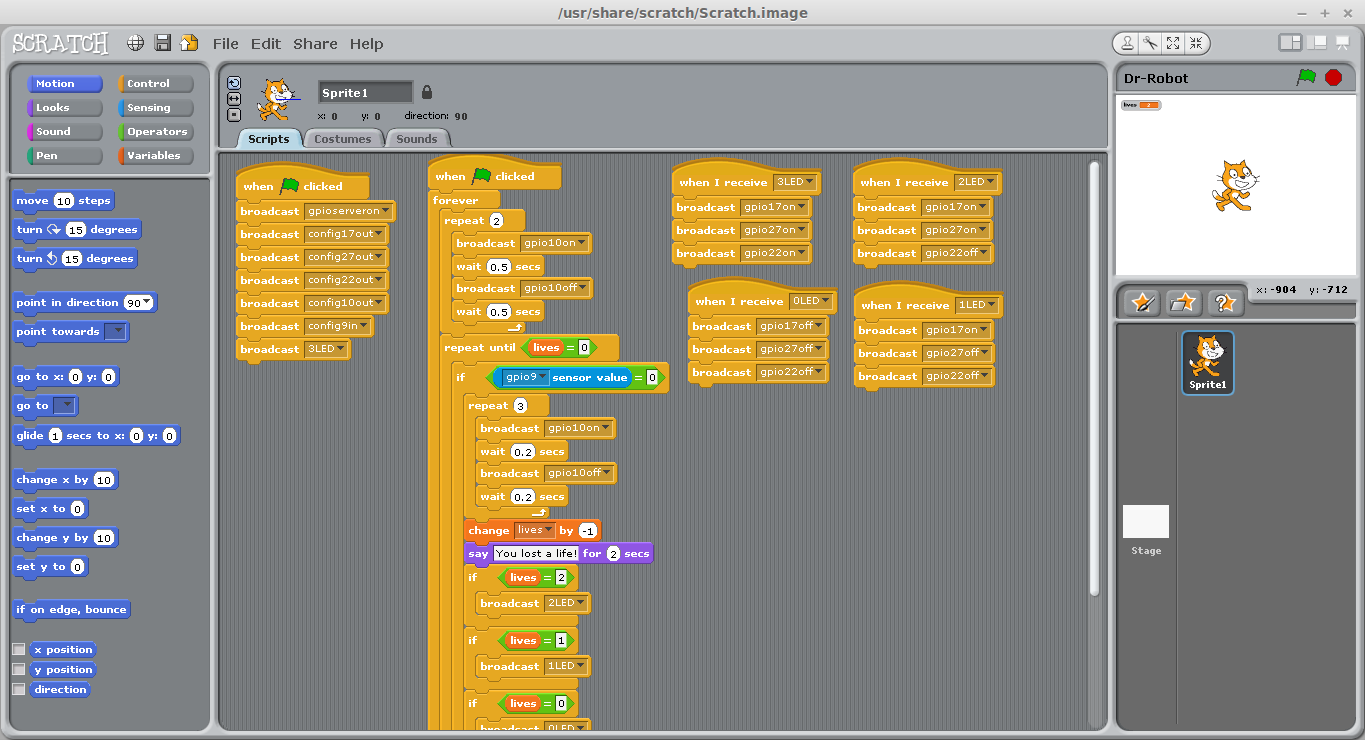 /usr/share/scratch/Scratch.image
SCRATCH File Edit Share Help
Motion Control
Looks Sensing
Sound Operators
Pen Variables
move 10 steps
turn 15 degrees
turn 15 degrees
point in direction 90
point towards
go to x: 0 y: 0
go to
glide 1 secs to x: 0 y: 0
change x by 10
set x to 0
change y by 10
set y to 0
if on edge, bounce
x position
y position
direction
Sprite1
x: 0 y: 0 direction: 90
Scripts Costumes Sounds
when clicked
broadcast gpioserveron
broadcast config17out
broadcast config27out
broadcast config22out
broadcast config10out
broadcast config9in
broadcast 3LED
when clicked
forever
repeat 2
broadcast gpio10on
wait 0.5 secs
broadcast gpio10off
wait 0.5 secs
repeat until lives = 0
if gpio9 sensor value = 0
repeat 3
broadcast gpio10on
wait 0.2 secs
broadcast gpio10off
wait 0.2 secs
change lives by -1
say You lost a life! for 2 secs
if lives = 2
broadcast 2LED
if lives = 1
broadcast 1LED
if lives = 0
broadcast 0LED
when I receive 3LED
broadcast gpio17on
broadcast gpio27on
broadcast gpio22on
when I receive 2LED
broadcast gpio17on
broadcast gpio27on
broadcast gpio22off
when I receive 0LED
broadcast gpio17off
broadcast gpio27off
broadcast gpio22off
when I receive 1LED
broadcast gpio17on
broadcast gpio27off
broadcast gpio22off
Dr-Robot
lives
x: -904 y: -712
Sprite1
Stage